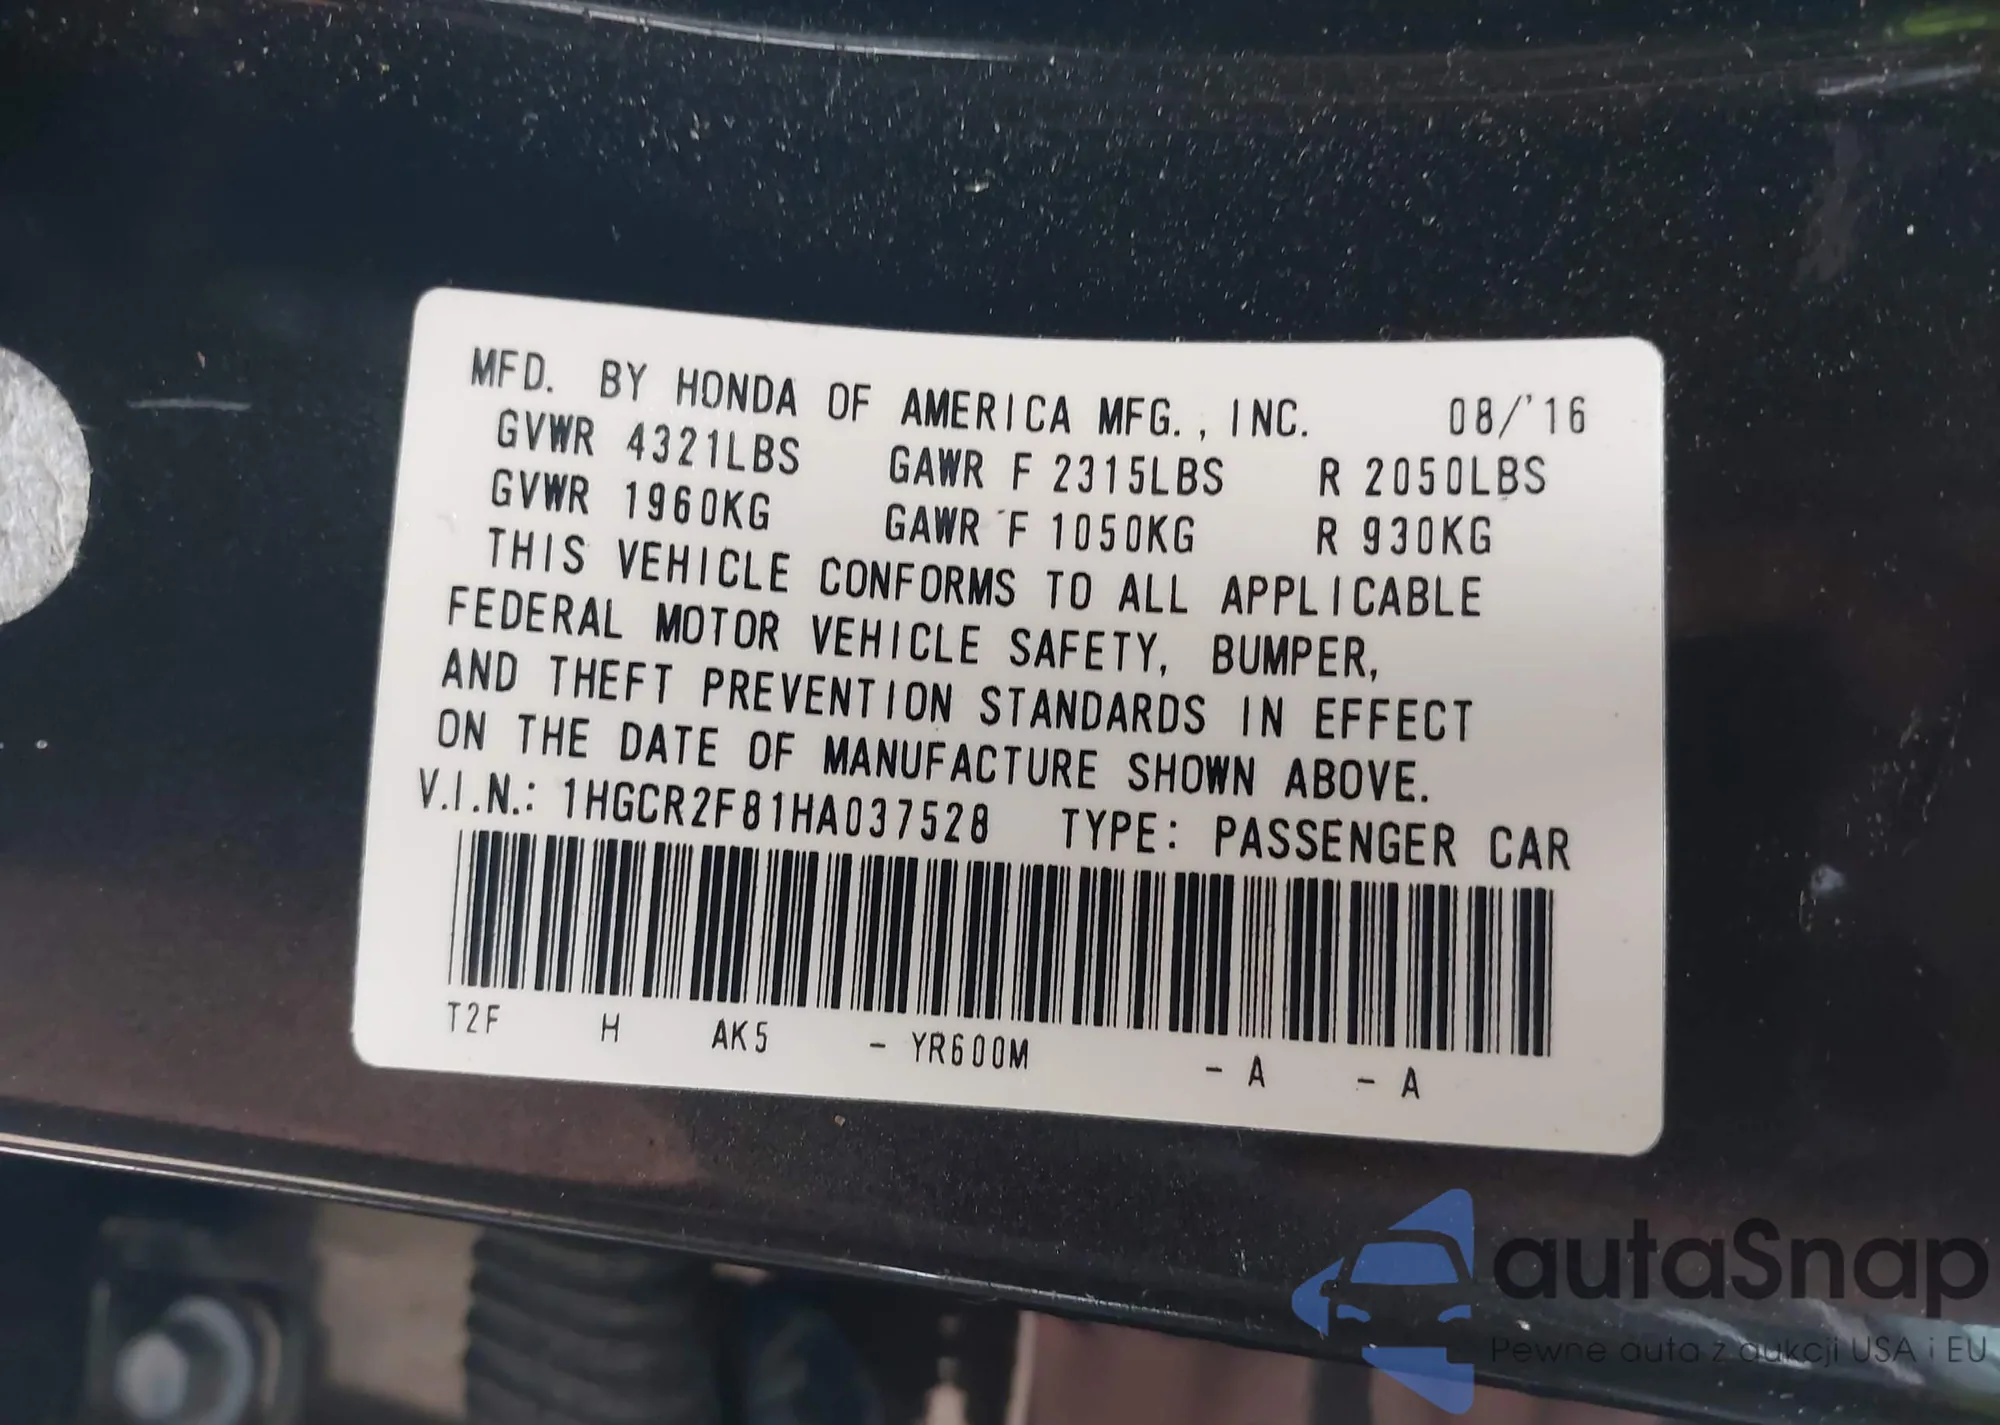 MFD. BY HONDA OF AMERICA MFG., INC. 08/'16
GVWR 4321LBS GAWR F 2315LBS R 2050LBS
GVWR 1960KG GAWR F 1050KG R 930KG
THIS VEHICLE CONFORMS TO ALL APPLICABLE
FEDERAL MOTOR VEHICLE SAFETY, BUMPER,
AND THEFT PREVENTION STANDARDS IN EFFECT
ON THE DATE OF MANUFACTURE SHOWN ABOVE.
V.I.N.: 1HGCR2F81HA037528 TYPE: PASSENGER CAR
T2F H AK5 - YR600M - A - A
autaSnap
Pewne auta z aukcji USA i EU